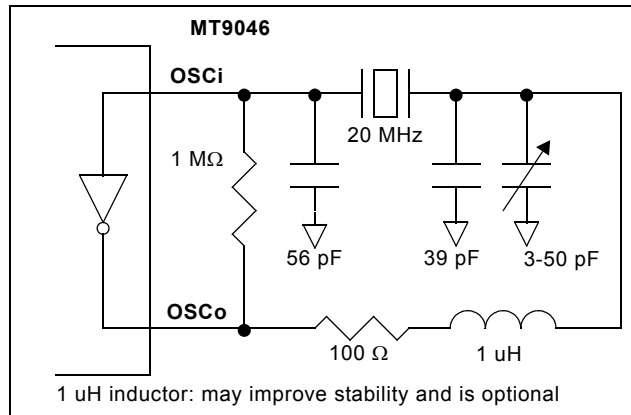 MT9046
OSCi
20 MHz
1 MΩ
56 pF
39 pF
3-50 pF
OSCo
100 Ω
1 uH
1 uH inductor: may improve stability and is optional